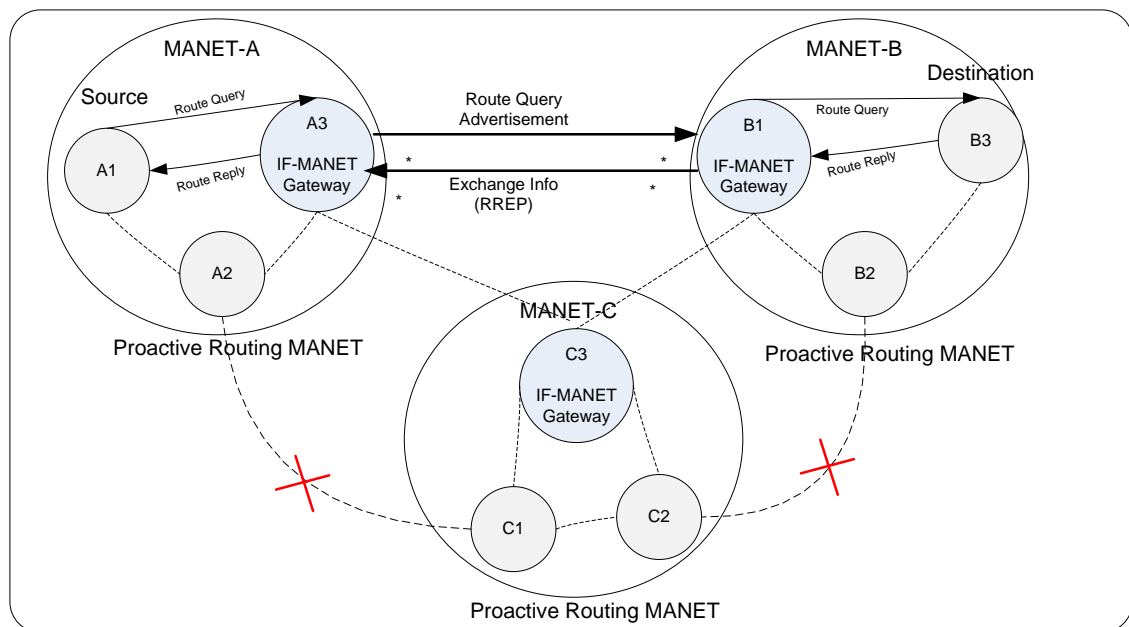 MANET-A
MANET-B
Source
Destination
Route Query
Route Query
Advertisement
Route Query
A3
IF-MANET
Gateway
B1
IF-MANET
Gateway
A1
B3
Route Reply
Route Reply
*
*
*
*
Exchange Info
(RREP)
A2
B2
MANET-C
Proactive Routing MANET
Proactive Routing MANET
C3
IF-MANET
Gateway
C1
C2
Proactive Routing MANET